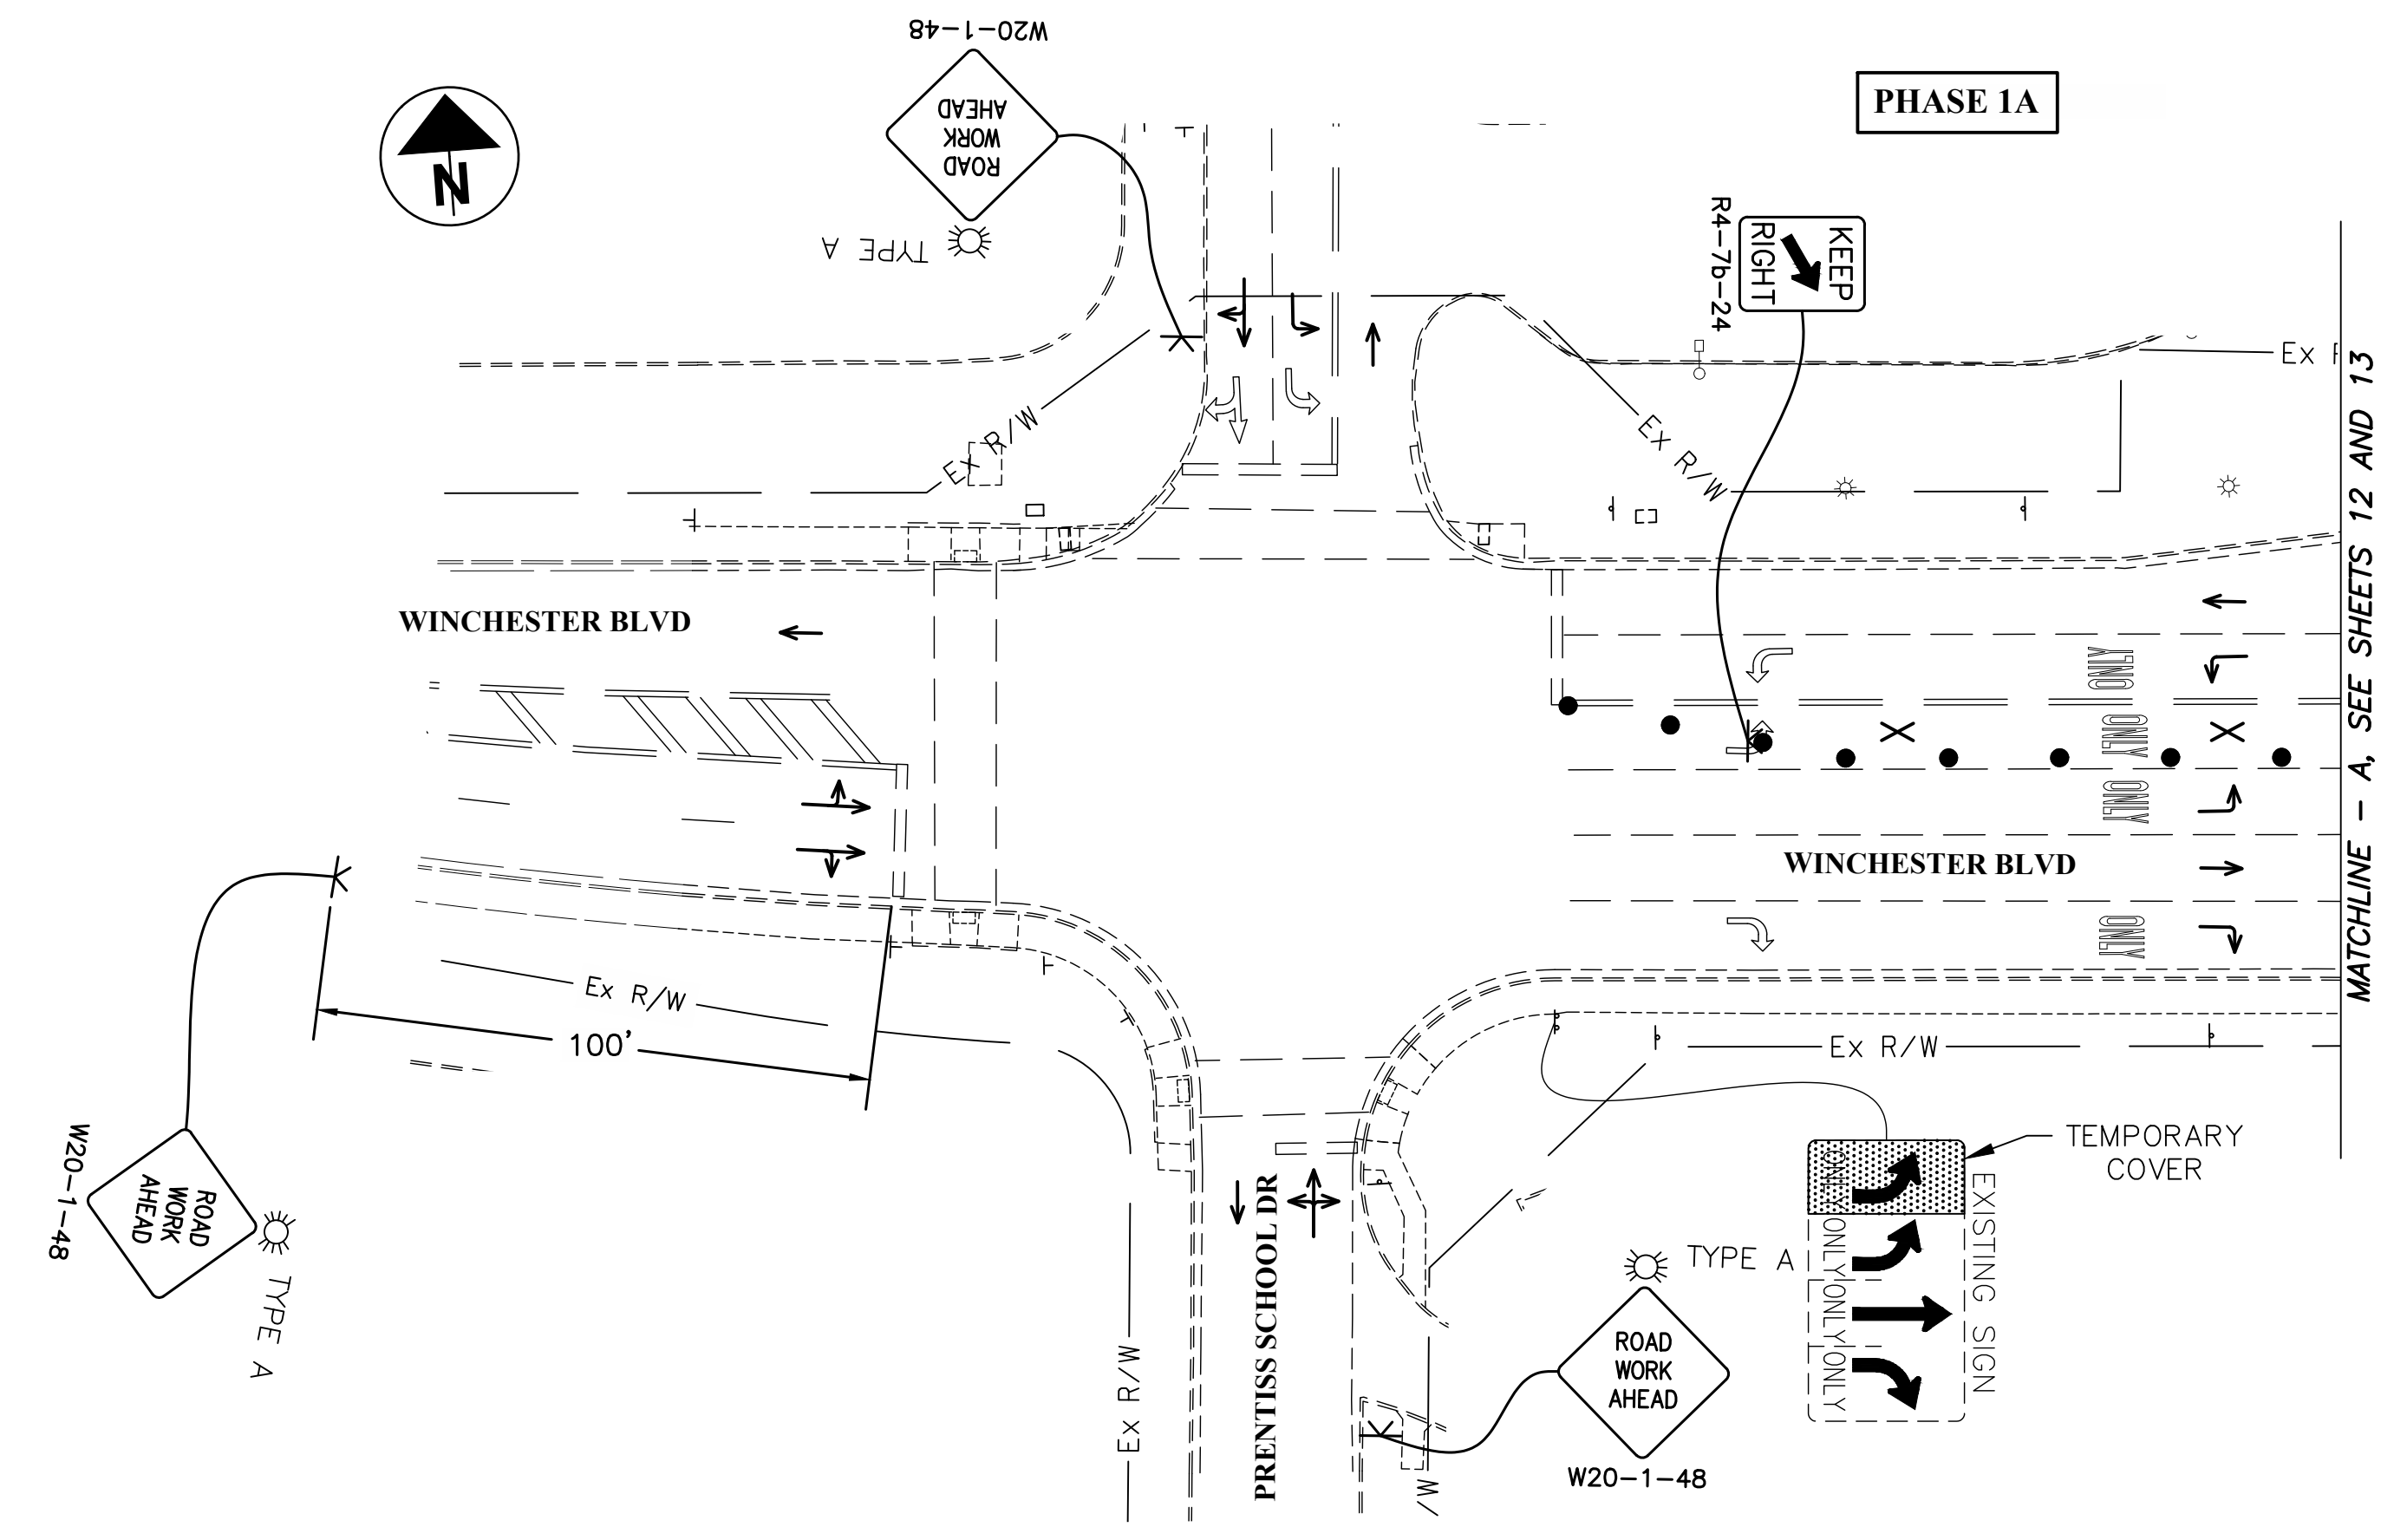 W20-1-48
ROAD
WORK
AHEAD
TYPE A
N
PHASE 1A
KEEP
RIGHT
R4-7b-24
Ex R/W
Ex R/W
Ex
MATCHLINE - A, SEE SHEETS 12 AND 13
WINCHESTER BLVD
ONLY
ONLY
ONLY
WINCHESTER BLVD
ONLY
Ex R/W
100'
Ex R/W
W20-1-48
ROAD
WORK
AHEAD
TYPE A
Ex R/W
PRENTISS SCHOOL DR
TEMPORARY
COVER
EXISTING SIGN
ONLY
ONLY
ONLY
ONLY
TYPE A
ROAD
WORK
AHEAD
W20-1-48
W/